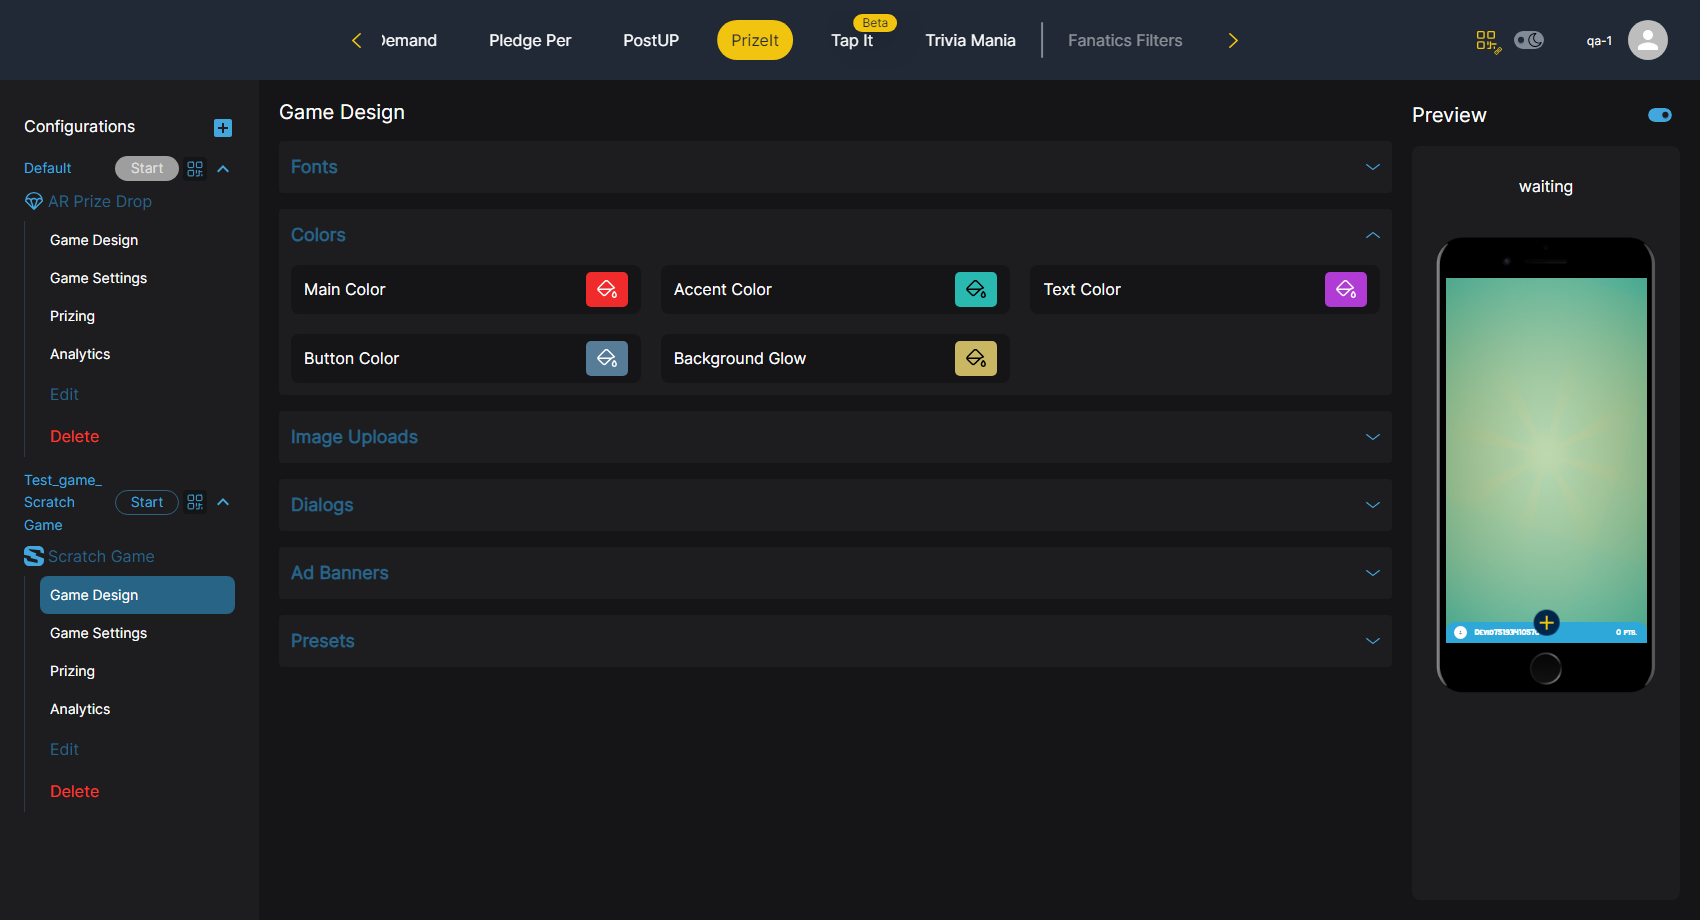 Demand
Pledge Per
PostUP
PrizeIt
Beta
Tap It
Trivia Mania
Fanatics Filters
qa-1
Configurations
Default
Start
AR Prize Drop
Game Design
Game Settings
Prizing
Analytics
Edit
Delete
Test_game_
Scratch
Game
Start
Scratch Game
Game Design
Game Settings
Prizing
Analytics
Edit
Delete
Game Design
Fonts
Colors
Main Color
Accent Color
Text Color
Button Color
Background Glow
Image Uploads
Dialogs
Ad Banners
Presets
Preview
waiting
0 PTS.